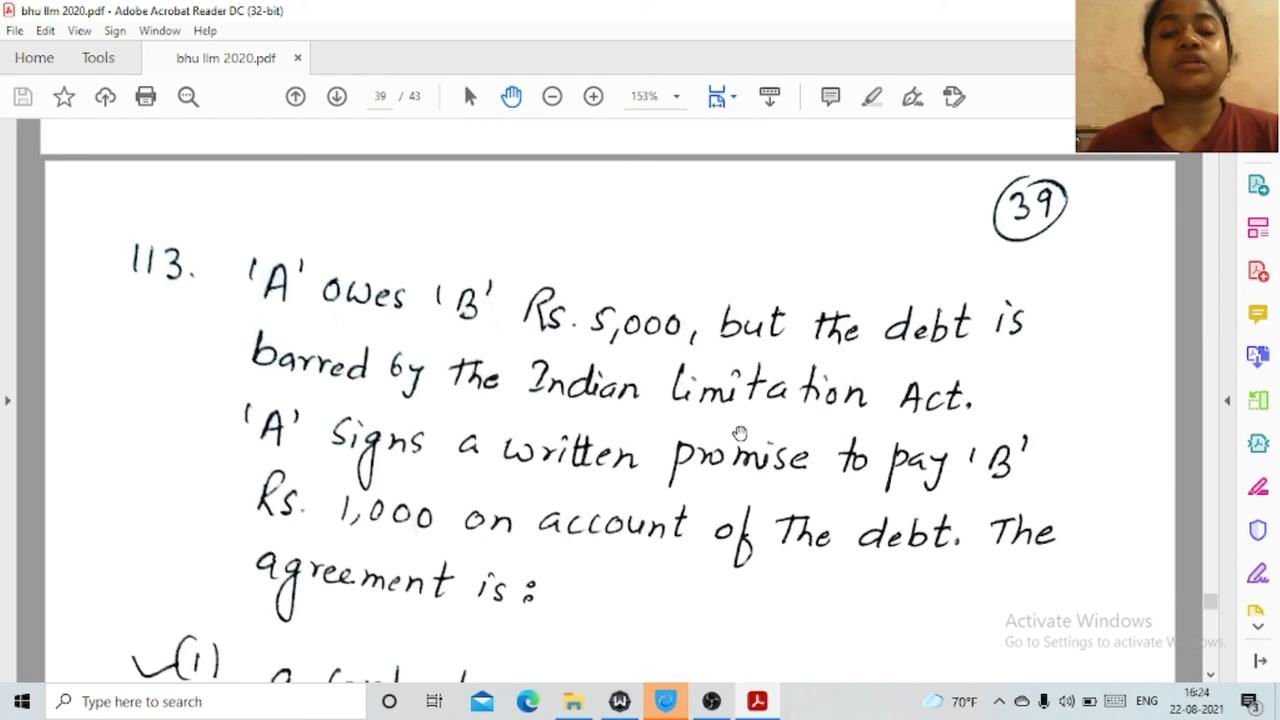 bhu llm 2020.pdf - Adobe Acrobat Reader DC (32-bit)
File Edit View Sign Window Help
Home Tools bhu llm 2020.pdf ×
39 / 43 153%
39
113. 'A' owes 'B' Rs. 5,000, but the debt is
barred by the Indian limitation Act.
'A' signs a written promise to pay 'B'
Rs. 1,000 on account of The debt. The
agreement is :
(1) a
Activate Windows
Go to Settings to activate Windows.
Type here to search
70°F ENG 16:24
22-08-2021
3